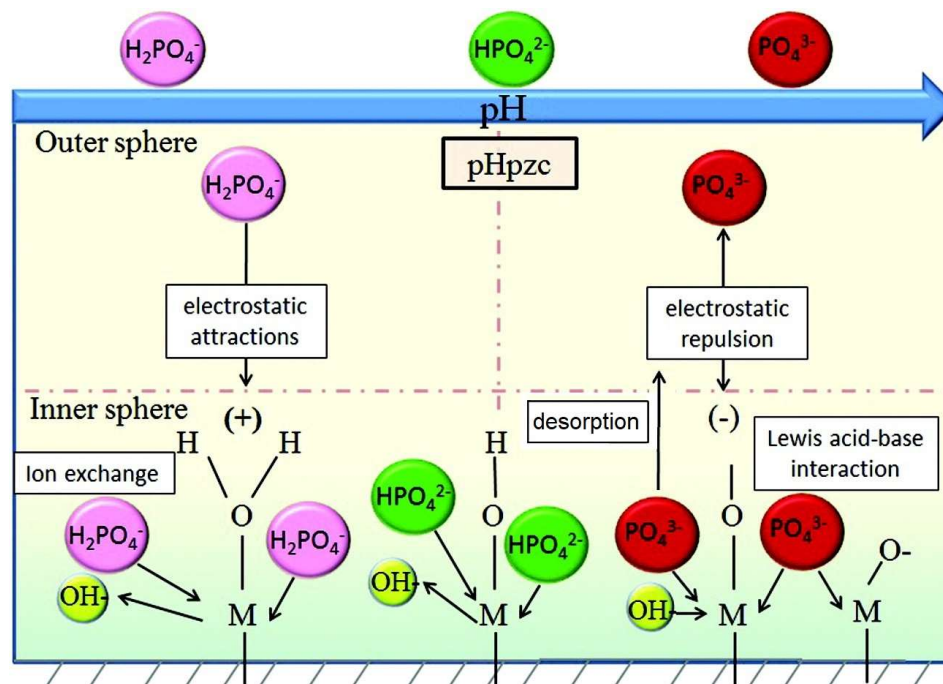 H₂PO₄⁻
HPO₄²⁻
PO₄³⁻
pH
Outer sphere
pHpzc
H₂PO₄⁻
PO₄³⁻
electrostatic
attractions
electrostatic
repulsion
Inner sphere
(+)
desorption
(-)
Lewis acid-base
interaction
H
H
H
Ion exchange
HPO₄²⁻
O
O
O
H₂PO₄⁻
H₂PO₄⁻
HPO₄²⁻
PO₄³⁻
PO₄³⁻
O-
OH-
OH-
OH-
M
M
M
M